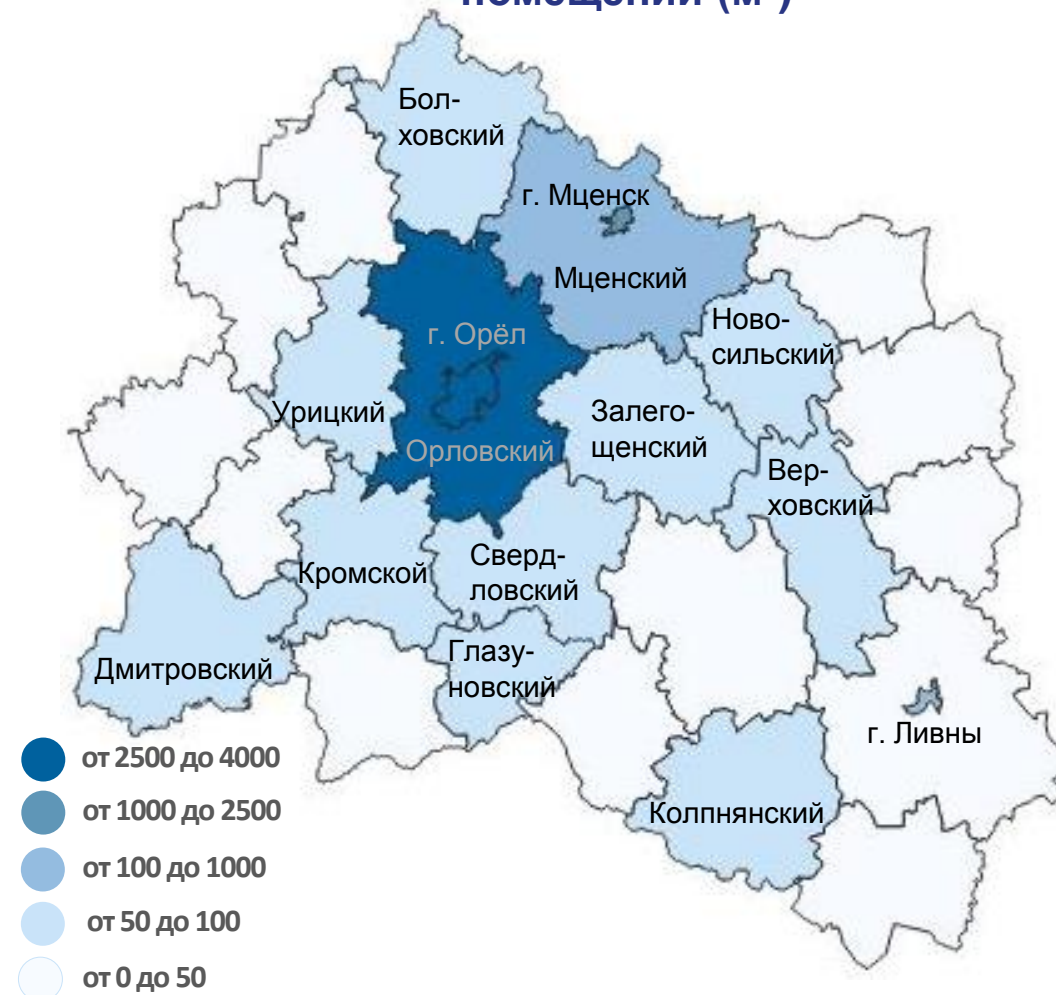 помещений (м²)
Бол-
ховский
г. Мценск
Мценский
Ново-
сильский
г. Орёл
Урицкий
Залего-
щенский
Орловский
Вер-
ховский
Сверд-
ловский
Кромской
Глазу-
новский
Дмитровский
г. Ливны
Колпнянский
от 2500 до 4000
от 1000 до 2500
от 100 до 1000
от 50 до 100
от 0 до 50